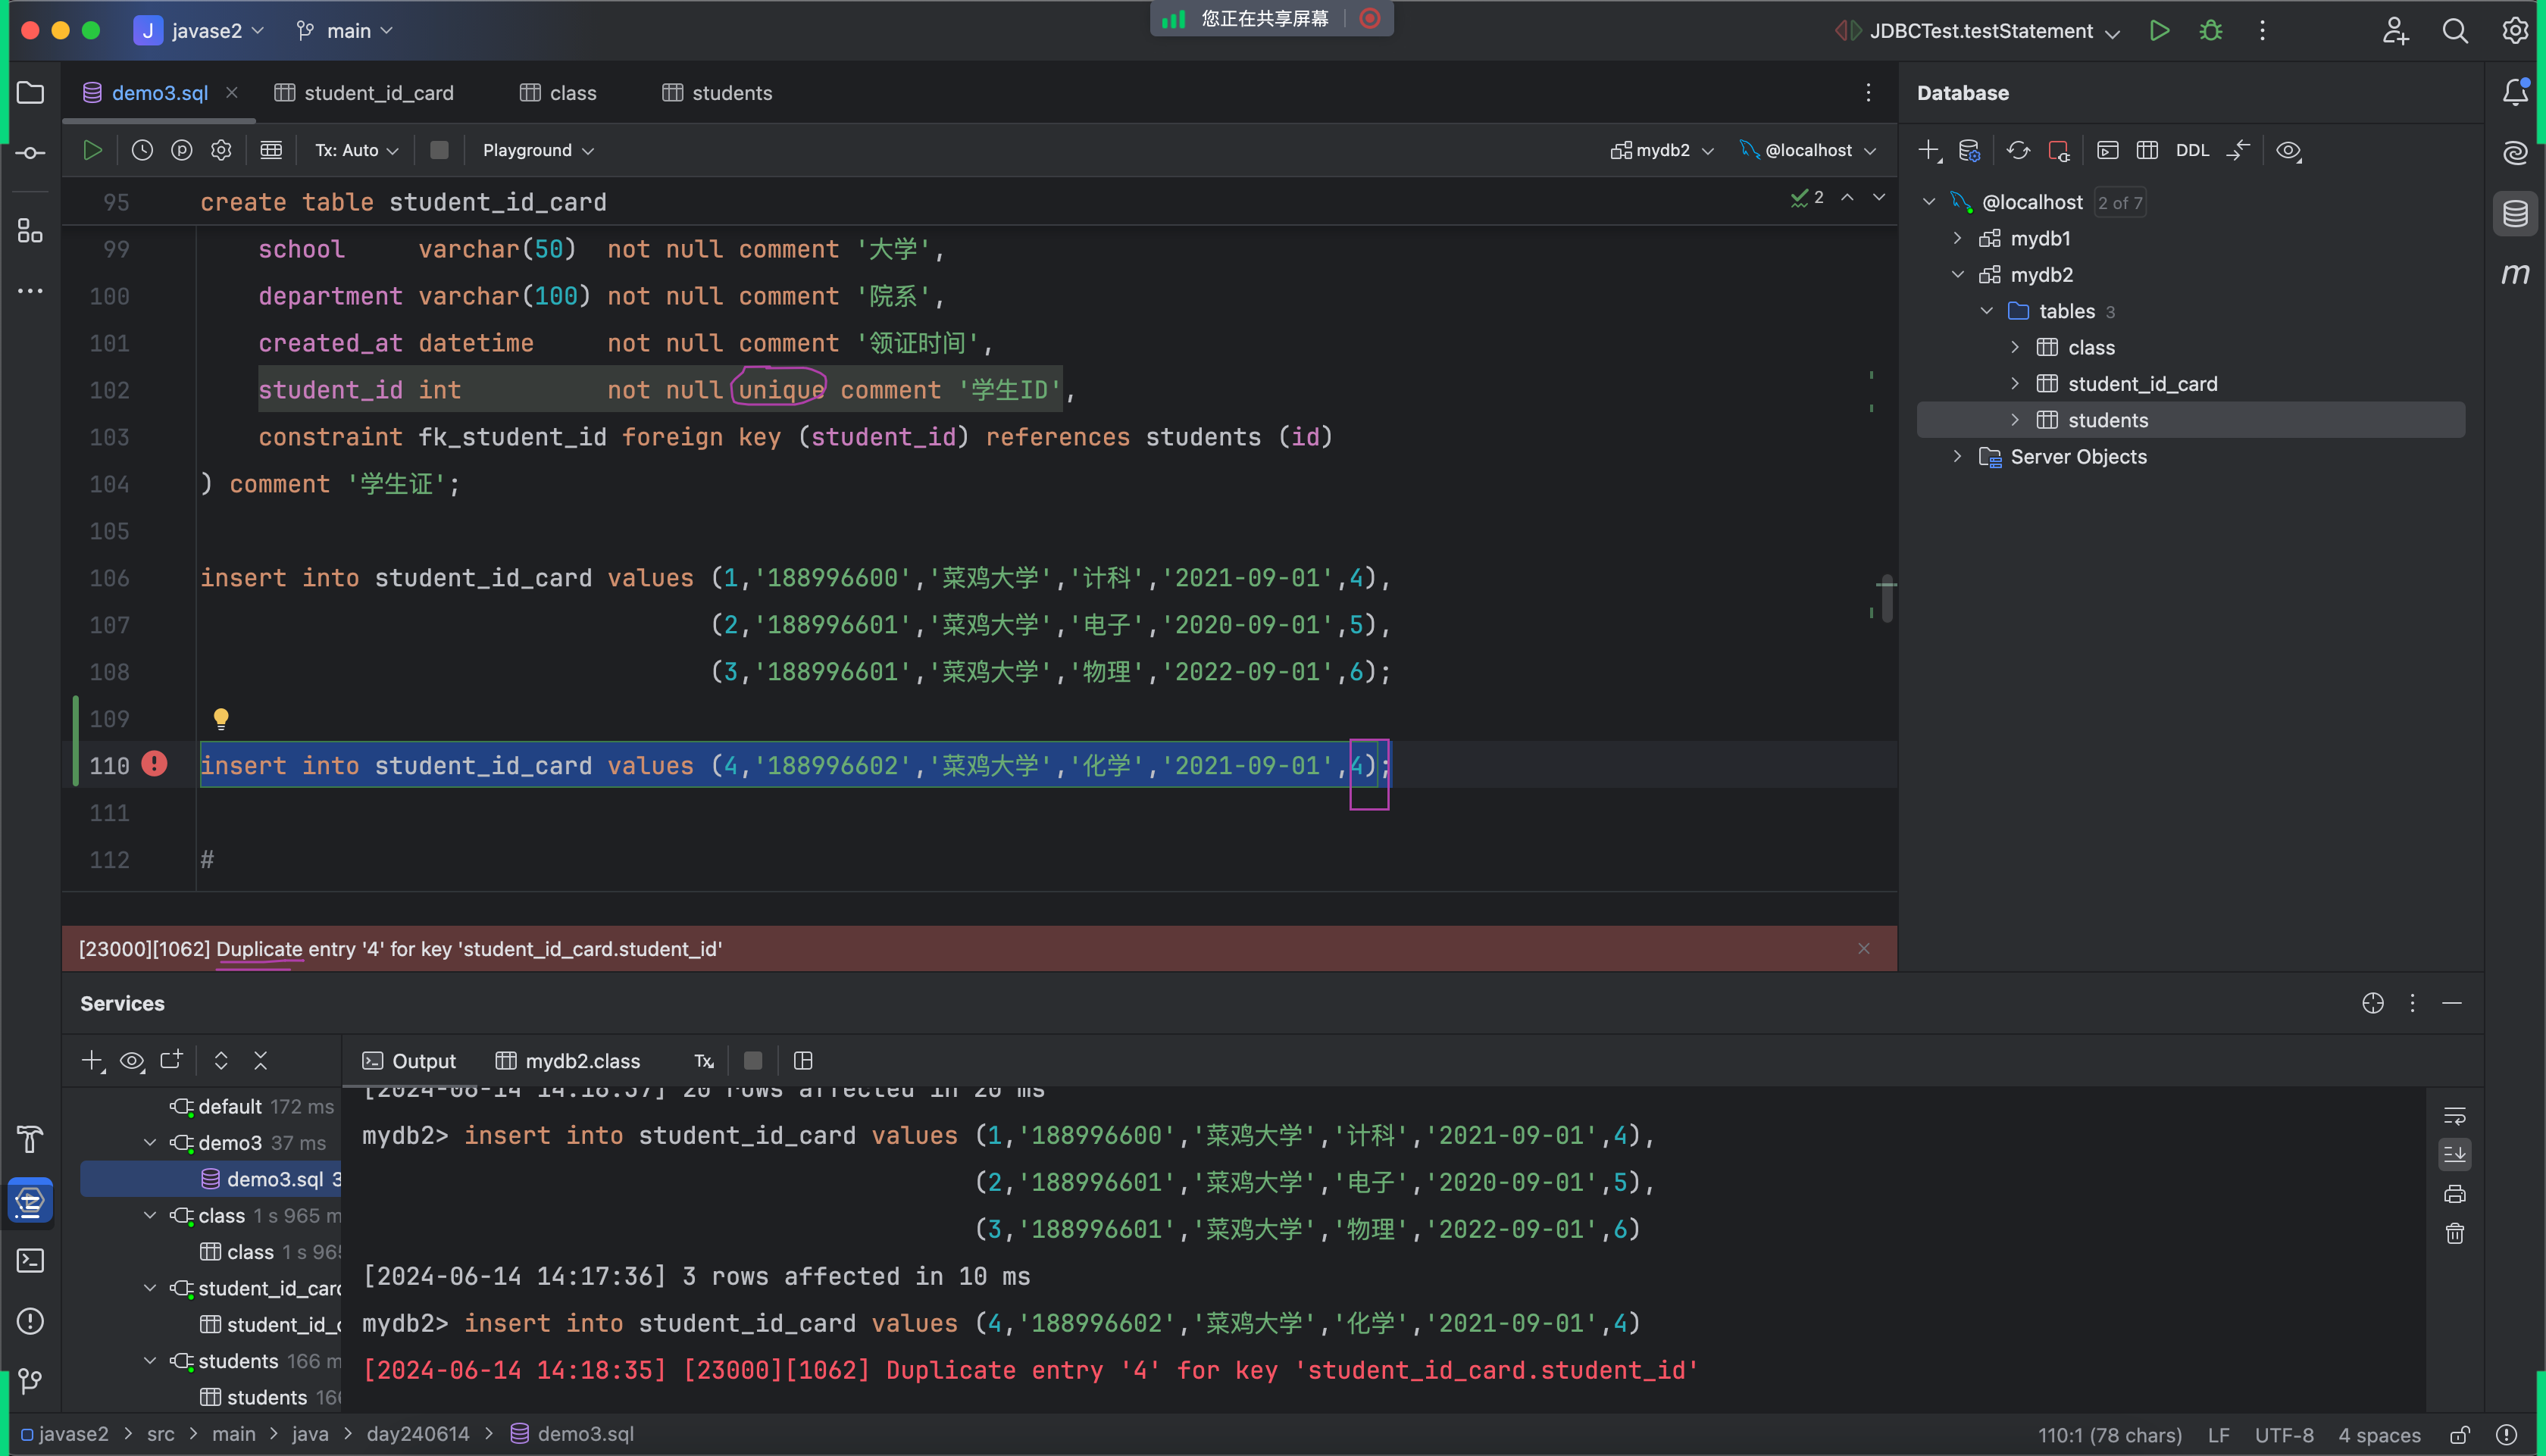 您正在共享屏幕
J javase2 main JDBCTest.testStatement
demo3.sql student_id_card class students
Tx: Auto Playground mydb2 @localhost
95 create table student_id_card 2
99 school varchar(50) not null comment '大学',
100 department varchar(100) not null comment '院系',
101 created_at datetime not null comment '领证时间',
102 student_id int not null unique comment '学生ID',
103 constraint fk_student_id foreign key (student_id) references students (id)
104 ) comment '学生证';
105
106 insert into student_id_card values (1,'188996600','菜鸡大学','计科','2021-09-01',4),
107 (2,'188996601','菜鸡大学','电子','2020-09-01',5),
108 (3,'188996601','菜鸡大学','物理','2022-09-01',6);
109
110 insert into student_id_card values (4,'188996602','菜鸡大学','化学','2021-09-01',4);
111
112 #
[23000][1062] Duplicate entry '4' for key 'student_id_card.student_id'
Database
DDL
@localhost 2 of 7
mydb1
mydb2
tables 3
class
student_id_card
students
Server Objects
m
Services
Output mydb2.class Tx
default 172 ms
demo3 37 ms
demo3.sql 3
class 1 s 965 m
class 1 s 965
student_id_card
student_id_c
students 166 m
students 166
[2024-06-14 14:16:37] 20 rows affected in 20 ms
mydb2> insert into student_id_card values (1,'188996600','菜鸡大学','计科','2021-09-01',4),
(2,'188996601','菜鸡大学','电子','2020-09-01',5),
(3,'188996601','菜鸡大学','物理','2022-09-01',6)
[2024-06-14 14:17:36] 3 rows affected in 10 ms
mydb2> insert into student_id_card values (4,'188996602','菜鸡大学','化学','2021-09-01',4)
[2024-06-14 14:18:35] [23000][1062] Duplicate entry '4' for key 'student_id_card.student_id'
javase2 > src > main > java > day240614 > demo3.sql
110:1 (78 chars) LF UTF-8 4 spaces